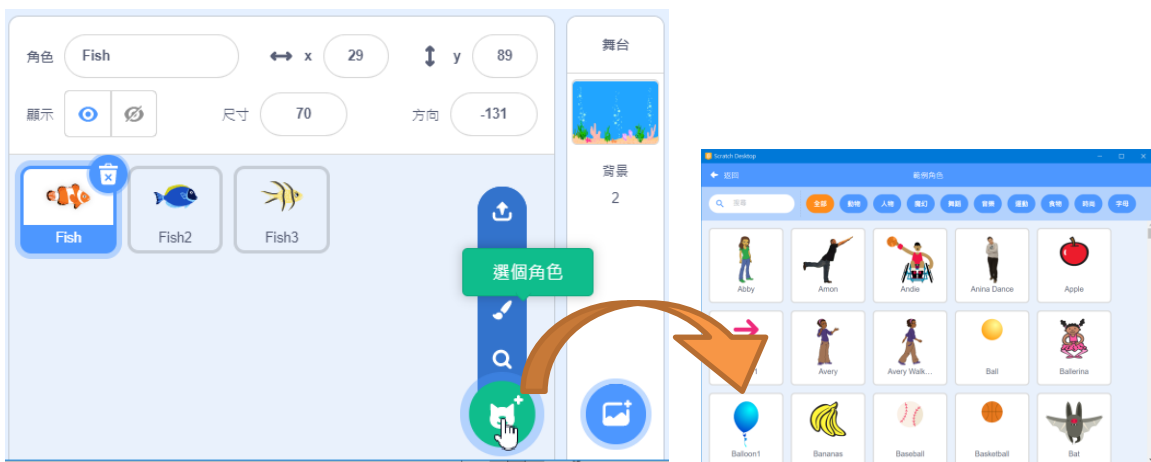 角色 Fish x 29 y 89
顯示 尺寸 70 方向 -131
Fish Fish2 Fish3
選個角色
舞台
背景
2
Scratch Desktop
返回 範例角色
搜尋 全部 動物 人物 魔幻 舞蹈 音樂 運動 食物 時尚 字母
Abby Amon Andie Anina Dance Apple
Avery Avery Walk... Ball Ballerina
Balloon1 Bananas Baseball Basketball Bat